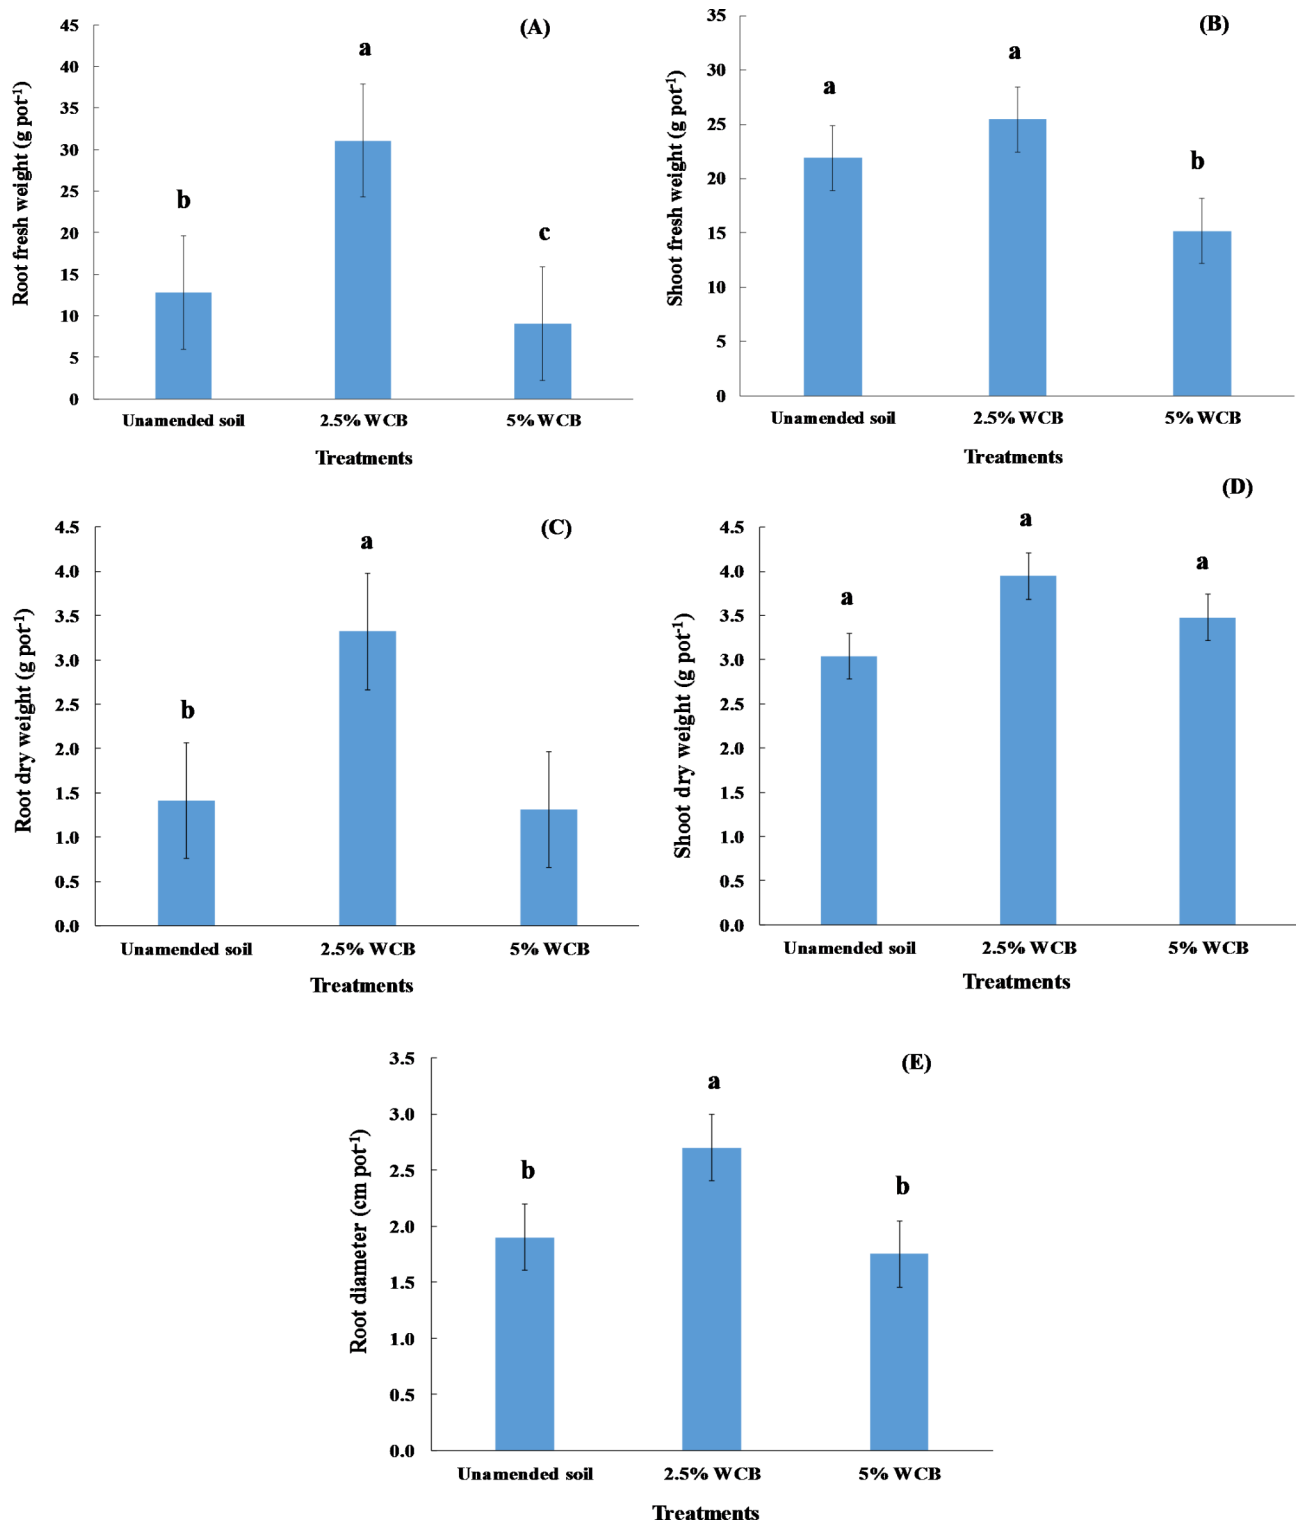 (A)
Root fresh weight (g pot-1)
45
40
35
30
25
20
15
10
5
0
b
a
c
Unamended soil 2.5% WCB 5% WCB
Treatments
(B)
Shoot fresh weight (g pot-1)
35
30
25
20
15
10
5
0
a
a
b
Unamended soil 2.5% WCB 5% WCB
Treatments
(C)
Root dry weight (g pot-1)
4.5
4.0
3.5
3.0
2.5
2.0
1.5
1.0
0.5
0.0
b
a
Unamended soil 2.5% WCB 5% WCB
Treatments
(D)
Shoot dry weight (g pot-1)
4.5
4.0
3.5
3.0
2.5
2.0
1.5
1.0
0.5
0.0
a
a
a
Unamended soil 2.5% WCB 5% WCB
Treatments
(E)
Root diameter (cm pot-1)
3.5
3.0
2.5
2.0
1.5
1.0
0.5
0.0
b
a
b
Unamended soil 2.5% WCB 5% WCB
Treatments